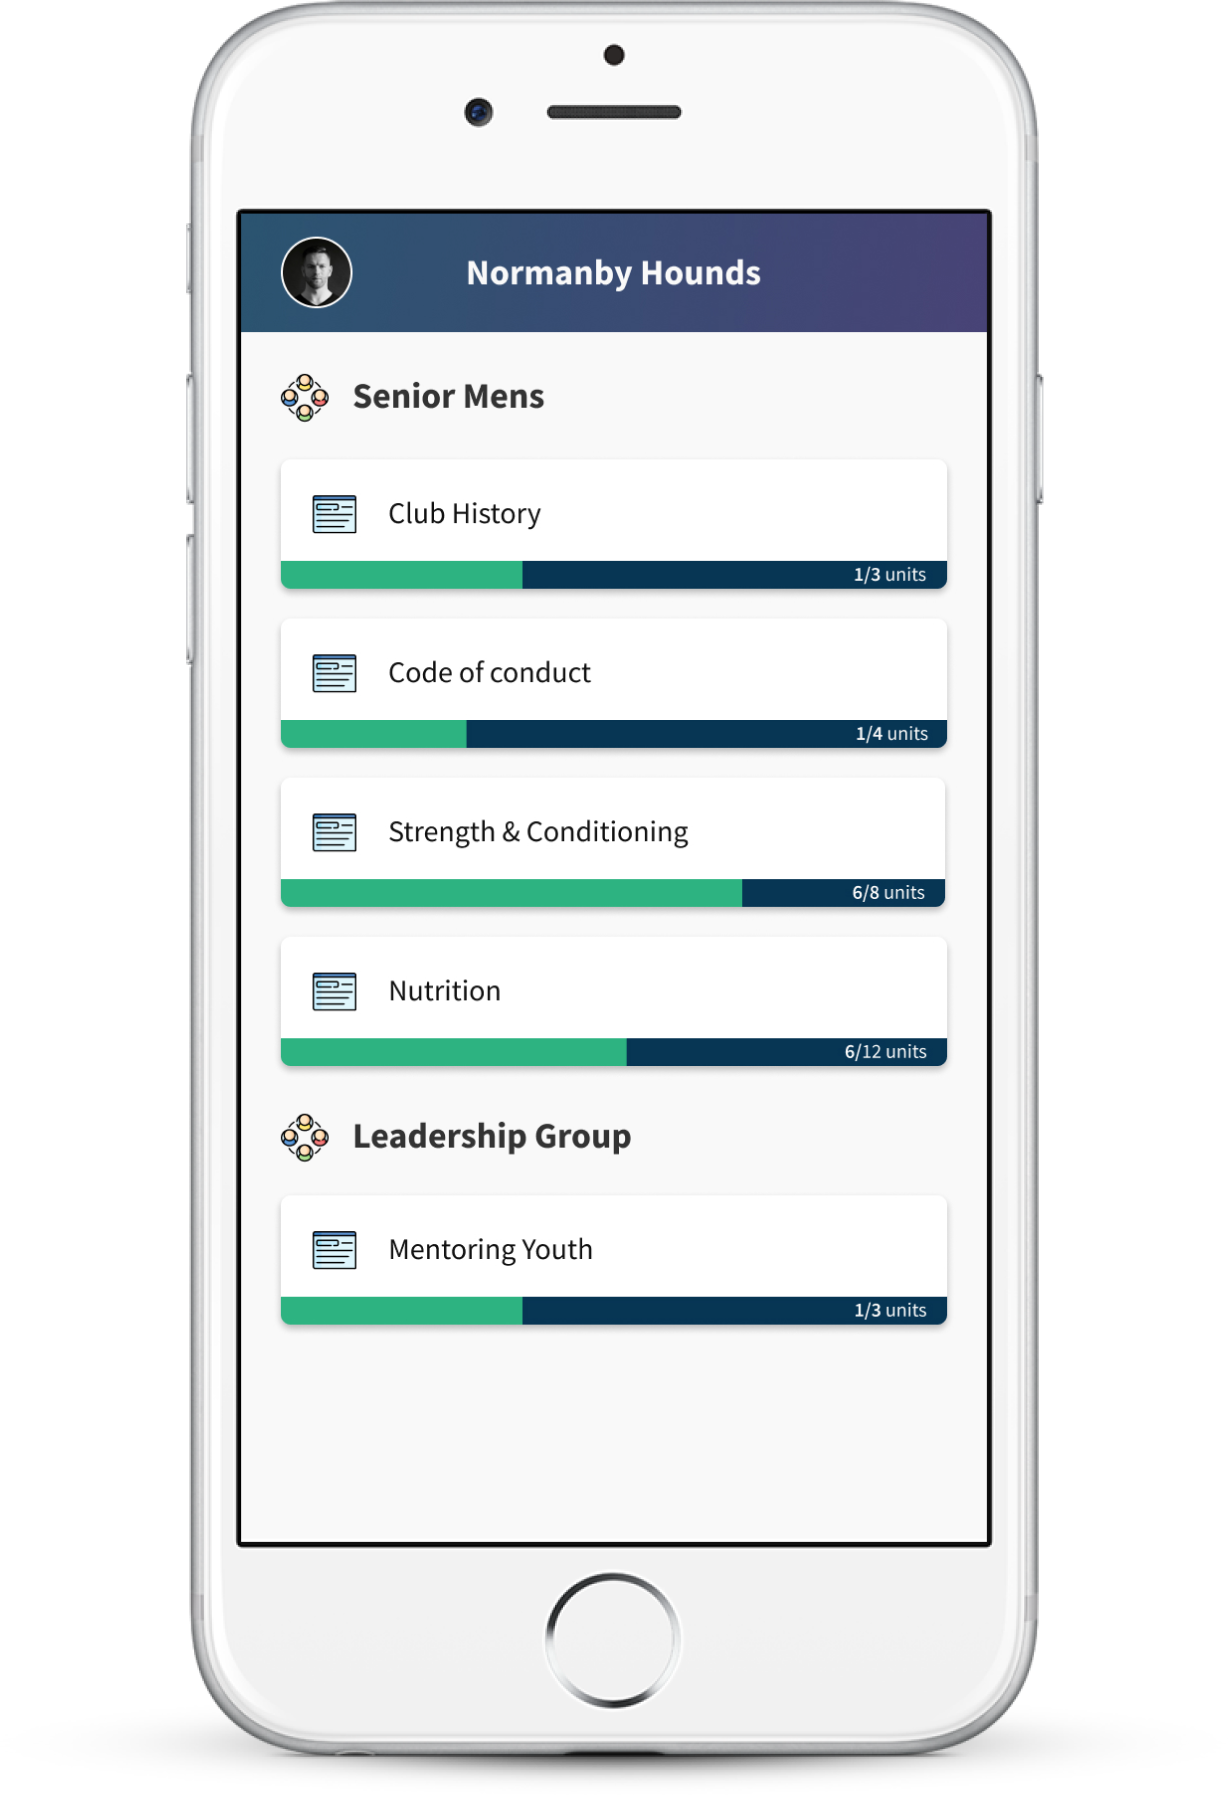 Normanby Hounds
Senior Mens
Club History
1/3 units
Code of conduct
1/4 units
Strength & Conditioning
6/8 units
Nutrition
6/12 units
Leadership Group
Mentoring Youth
1/3 units